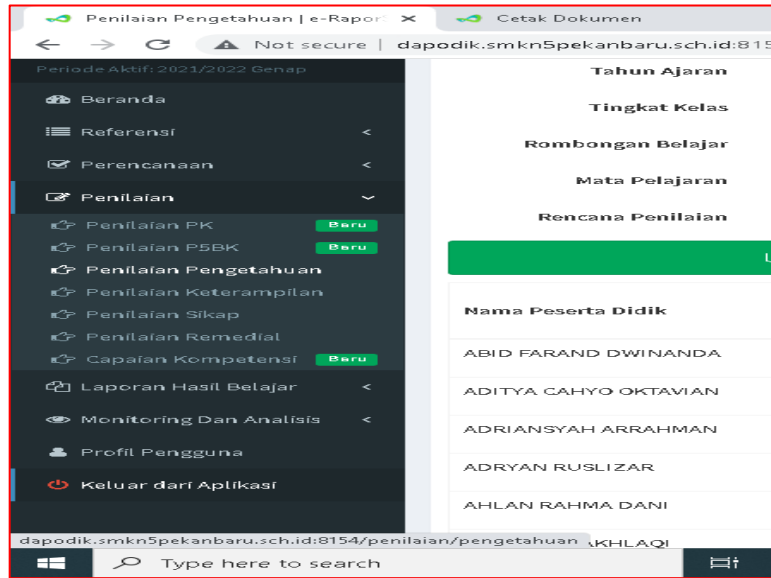 Penilaian Pengetahuan | e-Rapor
Cetak Dokumen
Not secure | dapodik.smkn5pekanbaru.sch.id:815
Periode Aktif: 2021/2022 Genap
Beranda
Referensi
Perencanaan
Penilaian
Penilaian PK Baru
Penilaian P5BK Baru
Penilaian Pengetahuan
Penilaian Keterampilan
Penilaian Sikap
Penilaian Remedial
Capaian Kompetensi Baru
Laporan Hasil Belajar
Monitoring Dan Analisis
Profil Pengguna
Keluar dari Aplikasi
Tahun Ajaran
Tingkat Kelas
Rombongan Belajar
Mata Pelajaran
Rencana Penilaian
Nama Peserta Didik
ABID FARAND DWINANDA
ADITYA CAHYO OKTAVIAN
ADRIANSYAH ARRAHMAN
ADRYAN RUSLIZAR
AHLAN RAHMA DANI
AKHLAQI
dapodik.smkn5pekanbaru.sch.id:8154/penilaian/pengetahuan
Type here to search